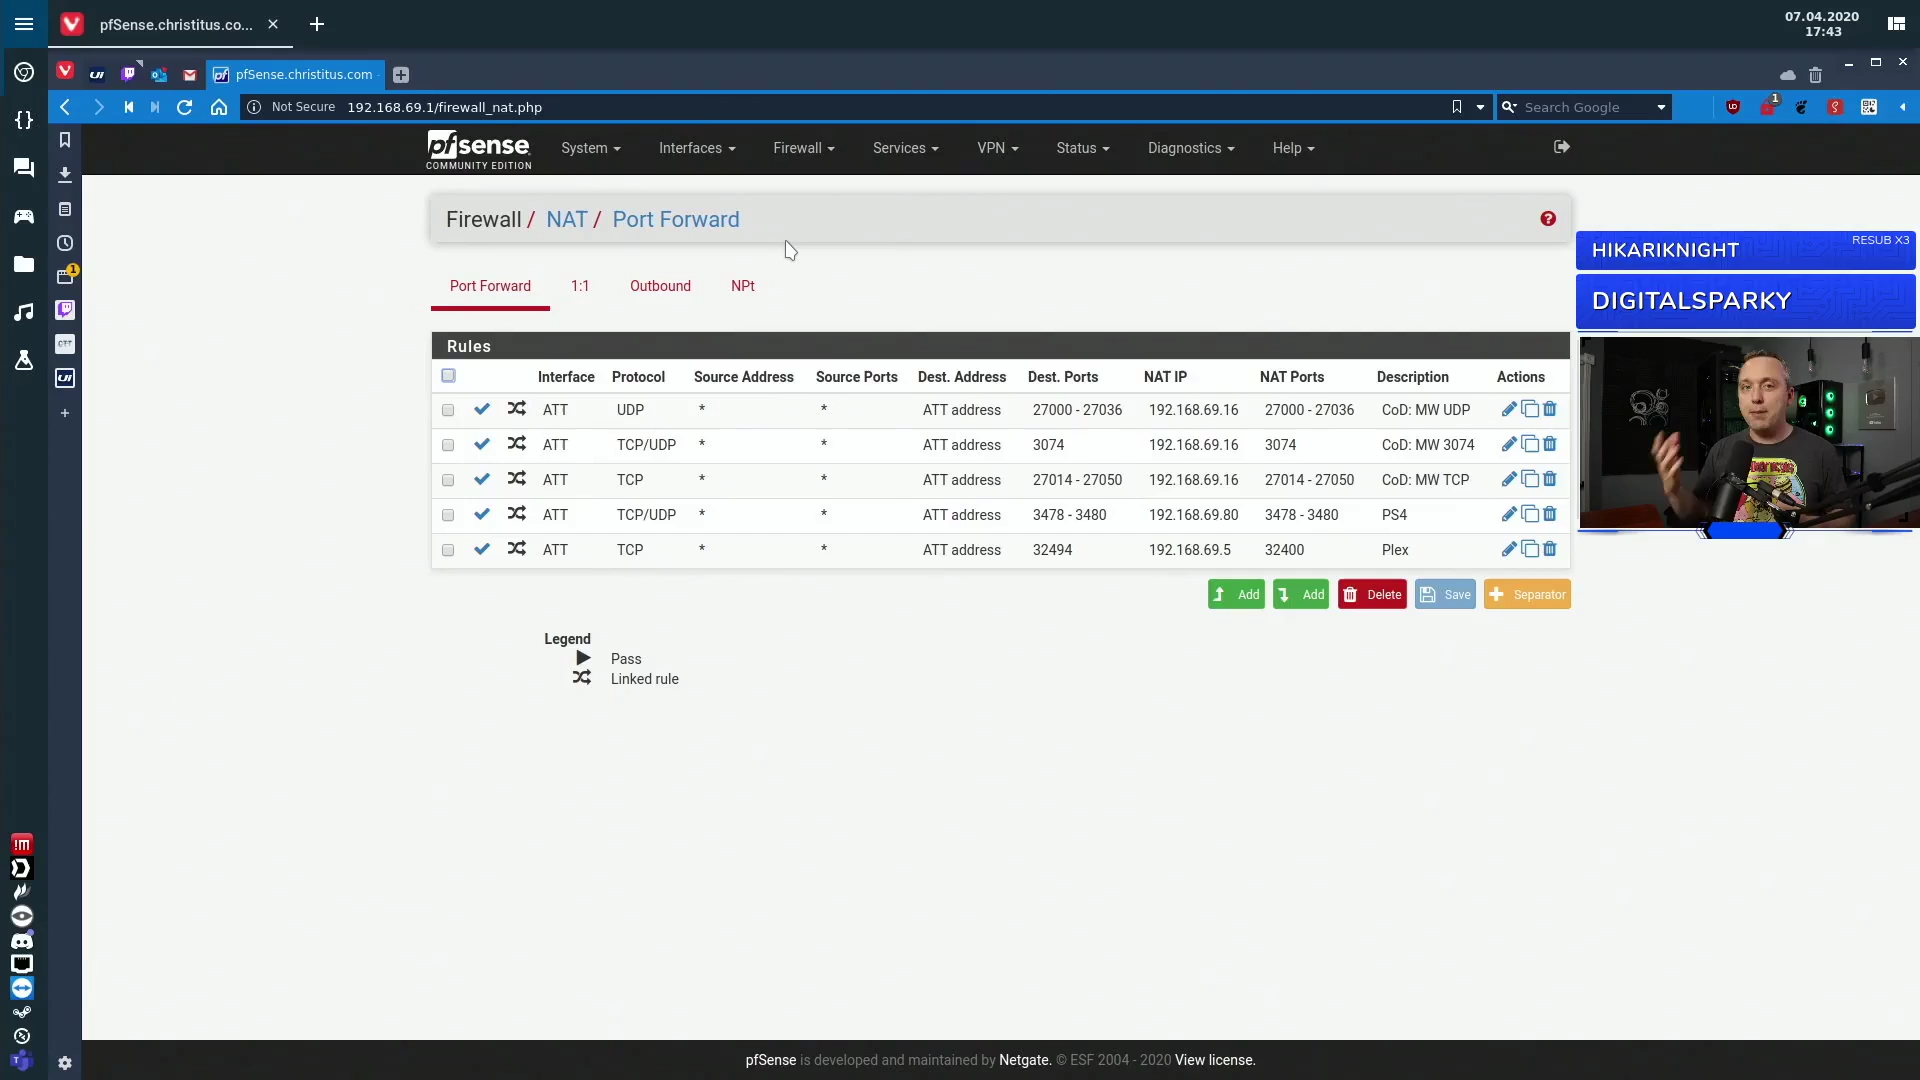 pfSense.christitus.co...
07.04.2020
17:43
pfSense.christitus.com
Not Secure 192.168.69.1/firewall_nat.php
Search Google
1
pfsense
COMMUNITY EDITION
System Interfaces Firewall Services VPN Status Diagnostics Help
Firewall / NAT / Port Forward
Port Forward 1:1 Outbound NPt
HIKARIKNIGHT RESUB X3
DIGITALSPARKY
Rules
Interface Protocol Source Address Source Ports Dest. Address Dest. Ports NAT IP NAT Ports Description Actions
ATT UDP * * ATT address 27000 - 27036 192.168.69.16 27000 - 27036 CoD: MW UDP
ATT TCP/UDP * * ATT address 3074 192.168.69.16 3074 CoD: MW 3074
ATT TCP * * ATT address 27014 - 27050 192.168.69.16 27014 - 27050 CoD: MW TCP
ATT TCP/UDP * * ATT address 3478 - 3480 192.168.69.80 3478 - 3480 PS4
ATT TCP * * ATT address 32494 192.168.69.5 32400 Plex
Add Add Delete Save Separator
Legend
Pass
Linked rule
pfSense is developed and maintained by Netgate. © ESF 2004 - 2020 View license.